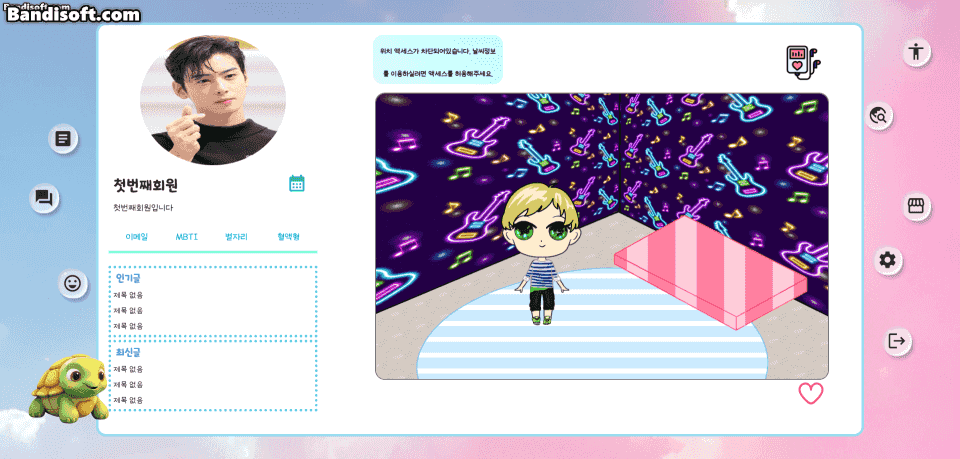 Bandisoft.com
Bandisoft.com
위치 액세스가 차단되어있습니다. 날씨정보
를 이용하실려면 액세스를 허용해주세요.
첫번째회원
첫번째회원입니다
이메일 MBTI 별자리 혈액형
인기글
제목 없음
제목 없음
제목 없음
최신글
제목 없음
제목 없음
제목 없음